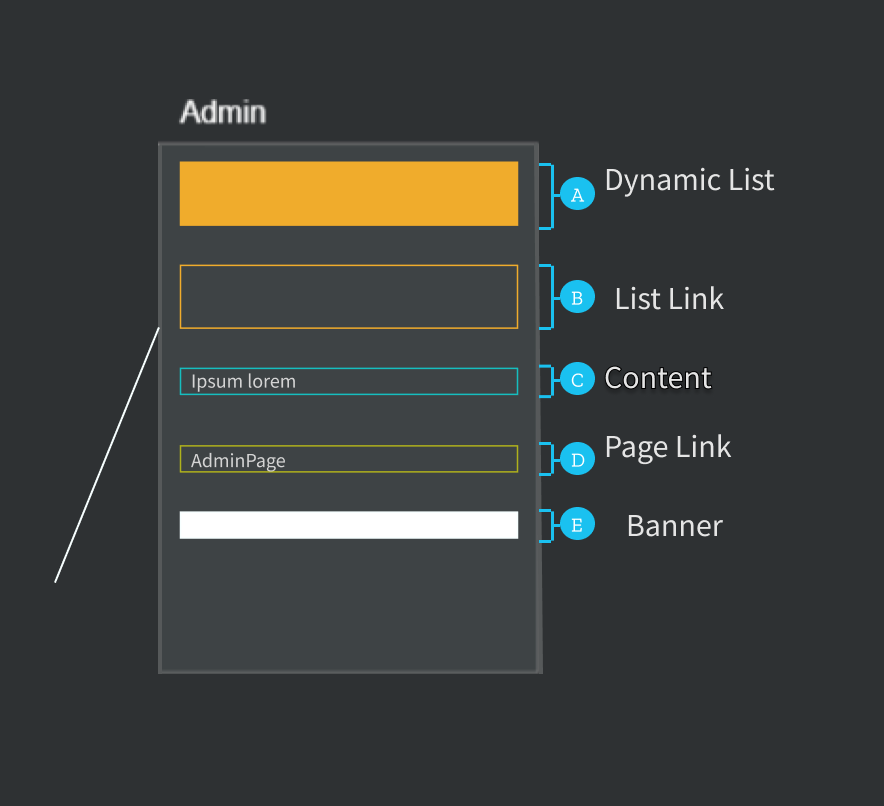 Admin
A Dynamic List
B List Link
Ipsum lorem C Content
AdminPage D Page Link
E Banner